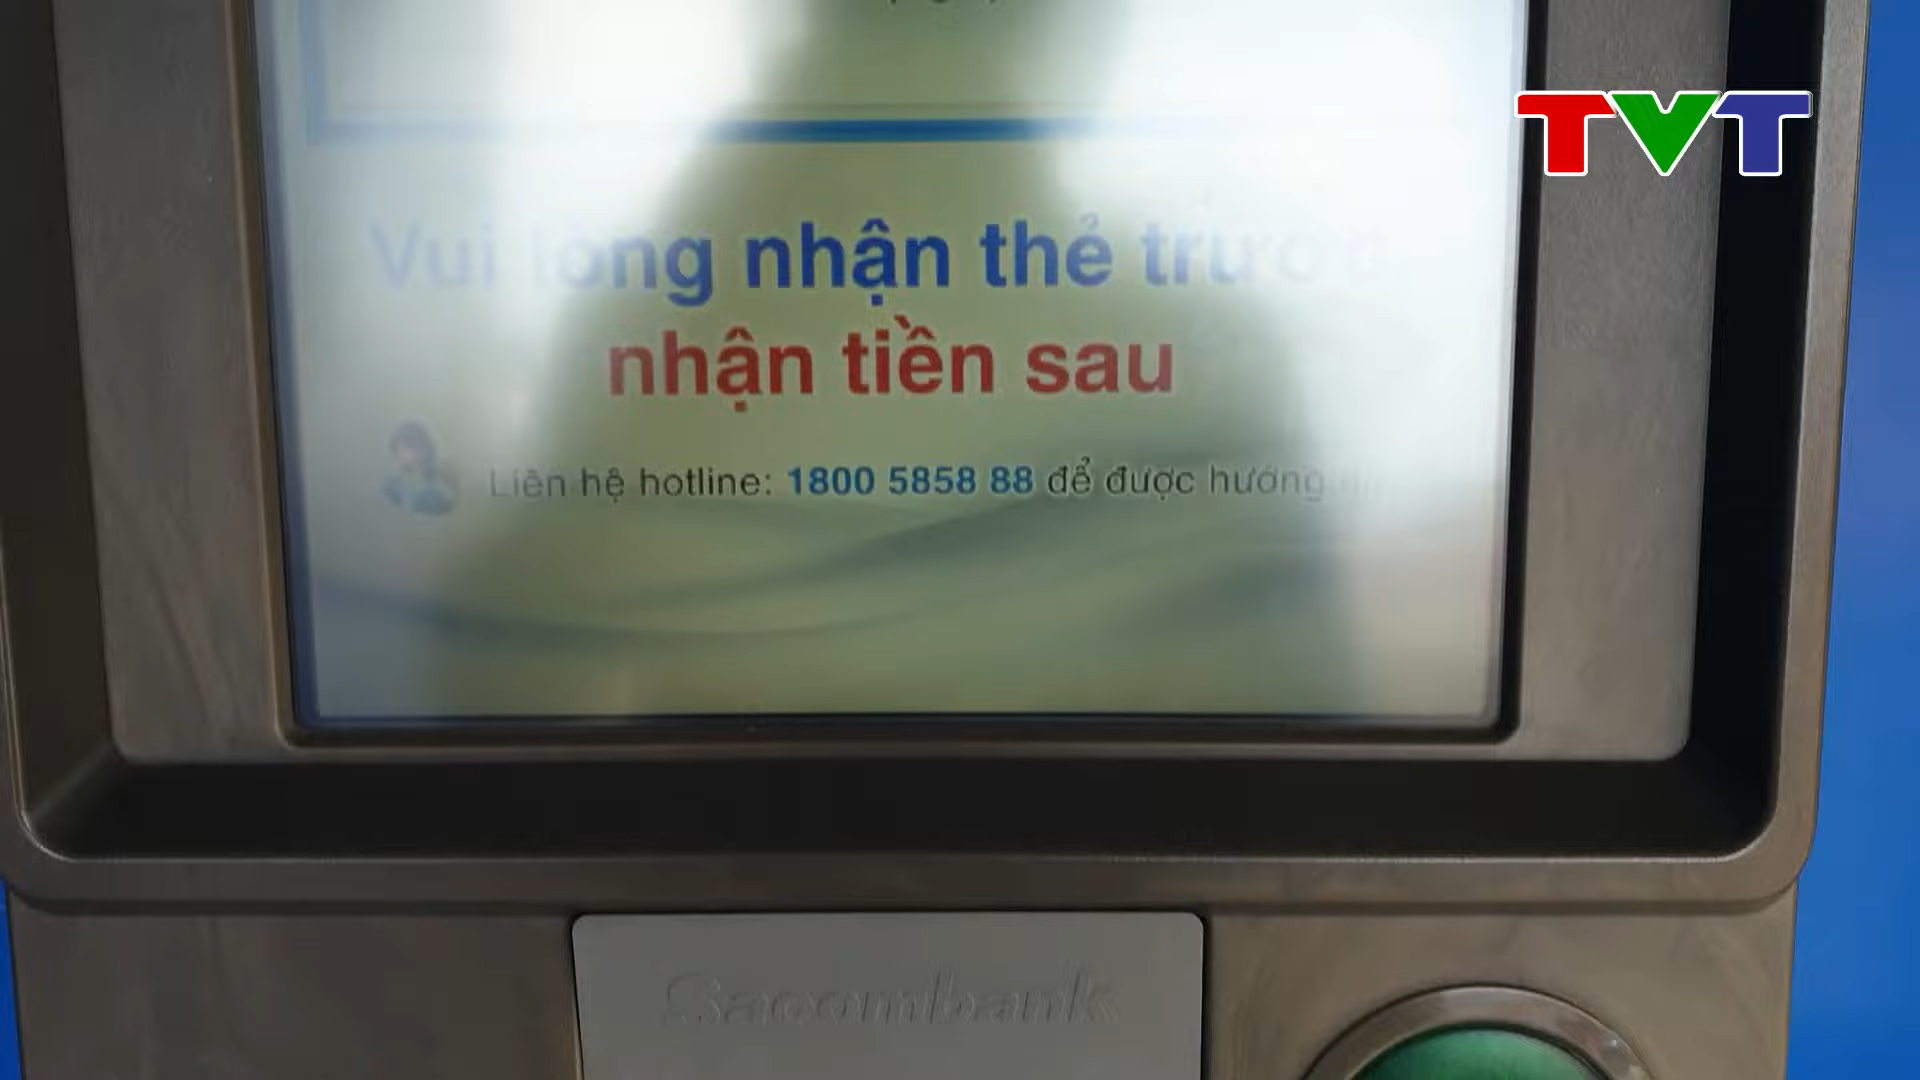 TVT
Vui lòng nhận thẻ trước,
nhận tiền sau
Liên hệ hotline: 1800 5858 88 để được hướng
Sacombank